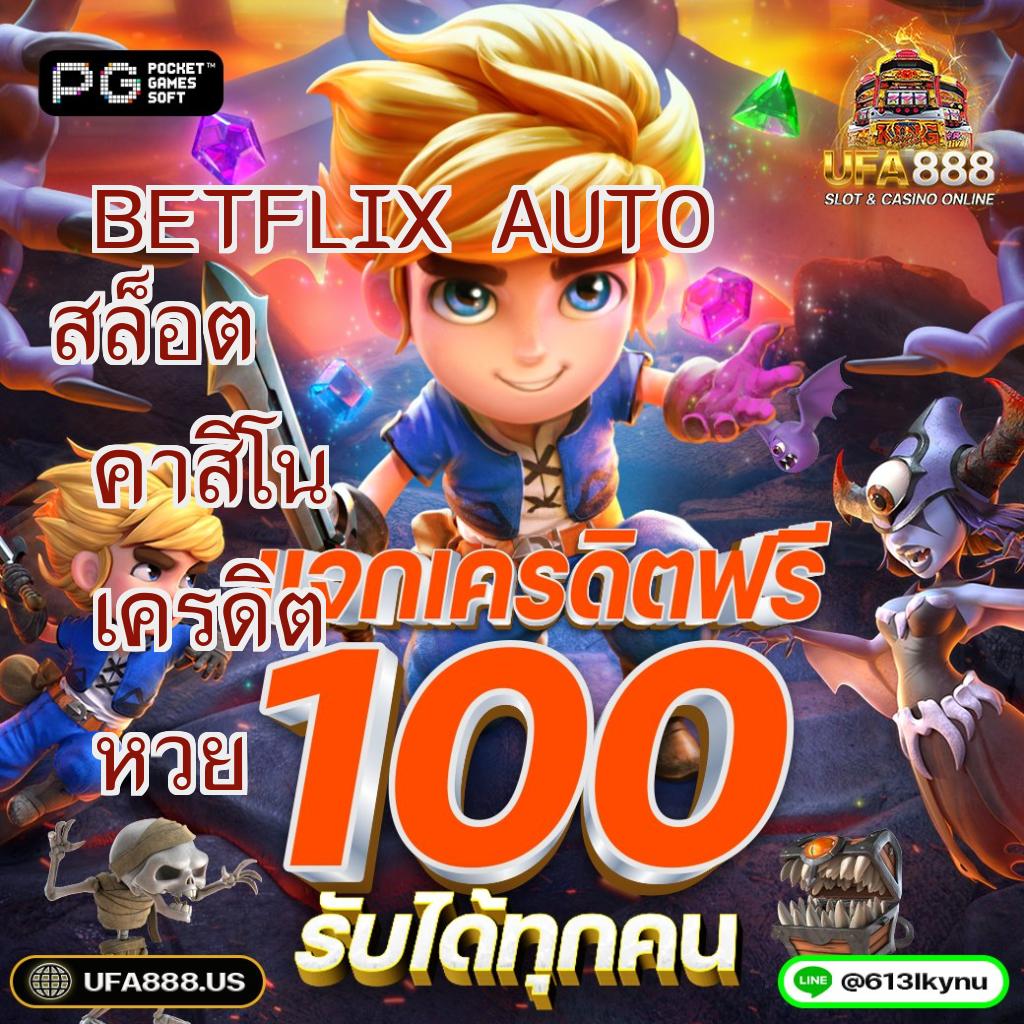 PG POCKET GAMES SOFT™
UFA888
SLOT & CASINO ONLINE
BETFLIX AUTO
สล็อต
คาสิโน
แจกเครดิตฟรี
เครดิต
100
หวย
รับได้ทุกคน
UFA888.US
LINE @613lkynu